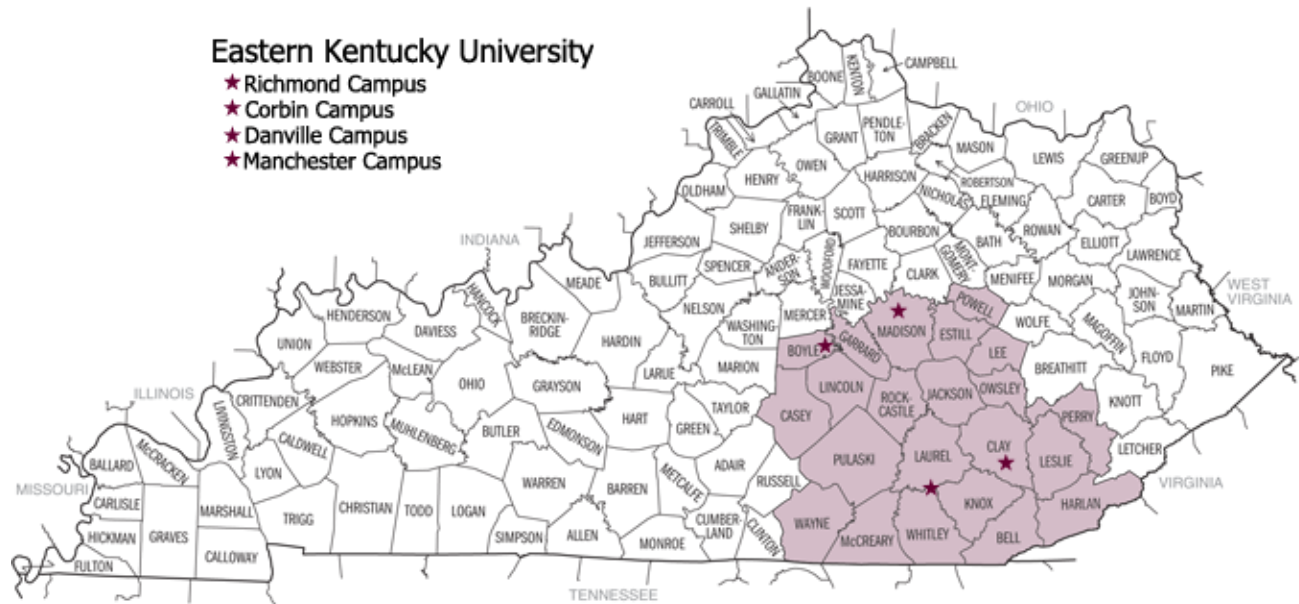 Eastern Kentucky University
Richmond Campus
Corbin Campus
Danville Campus
Manchester Campus
BOONE
KENTON
CAMPBELL
GALLATIN
CARROLL
TRIMBLE
GRANT
PENDLE-
TON
BRACKEN
MASON
OHIO
LEWIS
GREENUP
OWEN
HENRY
OLDHAM
HARRISON
ROBERTSON
NICHOLAS
FLEMING
CARTER
BOYD
FRANK-
LIN
SCOTT
SHELBY
BOURBON
BATH
ROWAN
ELLIOTT
LAWRENCE
INDIANA
JEFFERSON
SPENCER
ANDER-
SON
WOODFORD
FAYETTE
CLARK
MONT-
GOMERY
MENIFEE
MORGAN
JOHN-
SON
MARTIN
WEST
VIRGINIA
MEADE
BULLITT
HANCOCK
BRECKIN-
RIDGE
NELSON
JESSA-
MINE
MERCER
WASHING-
TON
MADISON
POWELL
ESTILL
WOLFE
MAGOFFIN
FLOYD
PIKE
HENDERSON
DAVIESS
UNION
WEBSTER
McLEAN
OHIO
GRAYSON
HARDIN
LARUE
MARION
BOYLE
GARRARD
LEE
BREATHITT
KNOTT
ILLINOIS
CRITTENDEN
LIVINGSTON
HOPKINS
MUHLENBERG
BUTLER
EDMONSON
HART
GREEN
TAYLOR
CASEY
LINCOLN
ROCK-
CASTLE
JACKSON
OWSLEY
PERRY
LETCHER
VIRGINIA
CALDWELL
LYON
BALLARD
McCRACKEN
MISSOURI
WARREN
BARREN
METCALFE
ADAIR
RUSSELL
PULASKI
LAUREL
CLAY
LESLIE
CARLISLE
GRAVES
MARSHALL
TRIGG
CHRISTIAN
TODD
LOGAN
SIMPSON
ALLEN
MONROE
CUMBER-
LAND
CLINTON
WAYNE
McCREARY
WHITLEY
KNOX
BELL
HARLAN
HICKMAN
CALLOWAY
FULTON
TENNESSEE